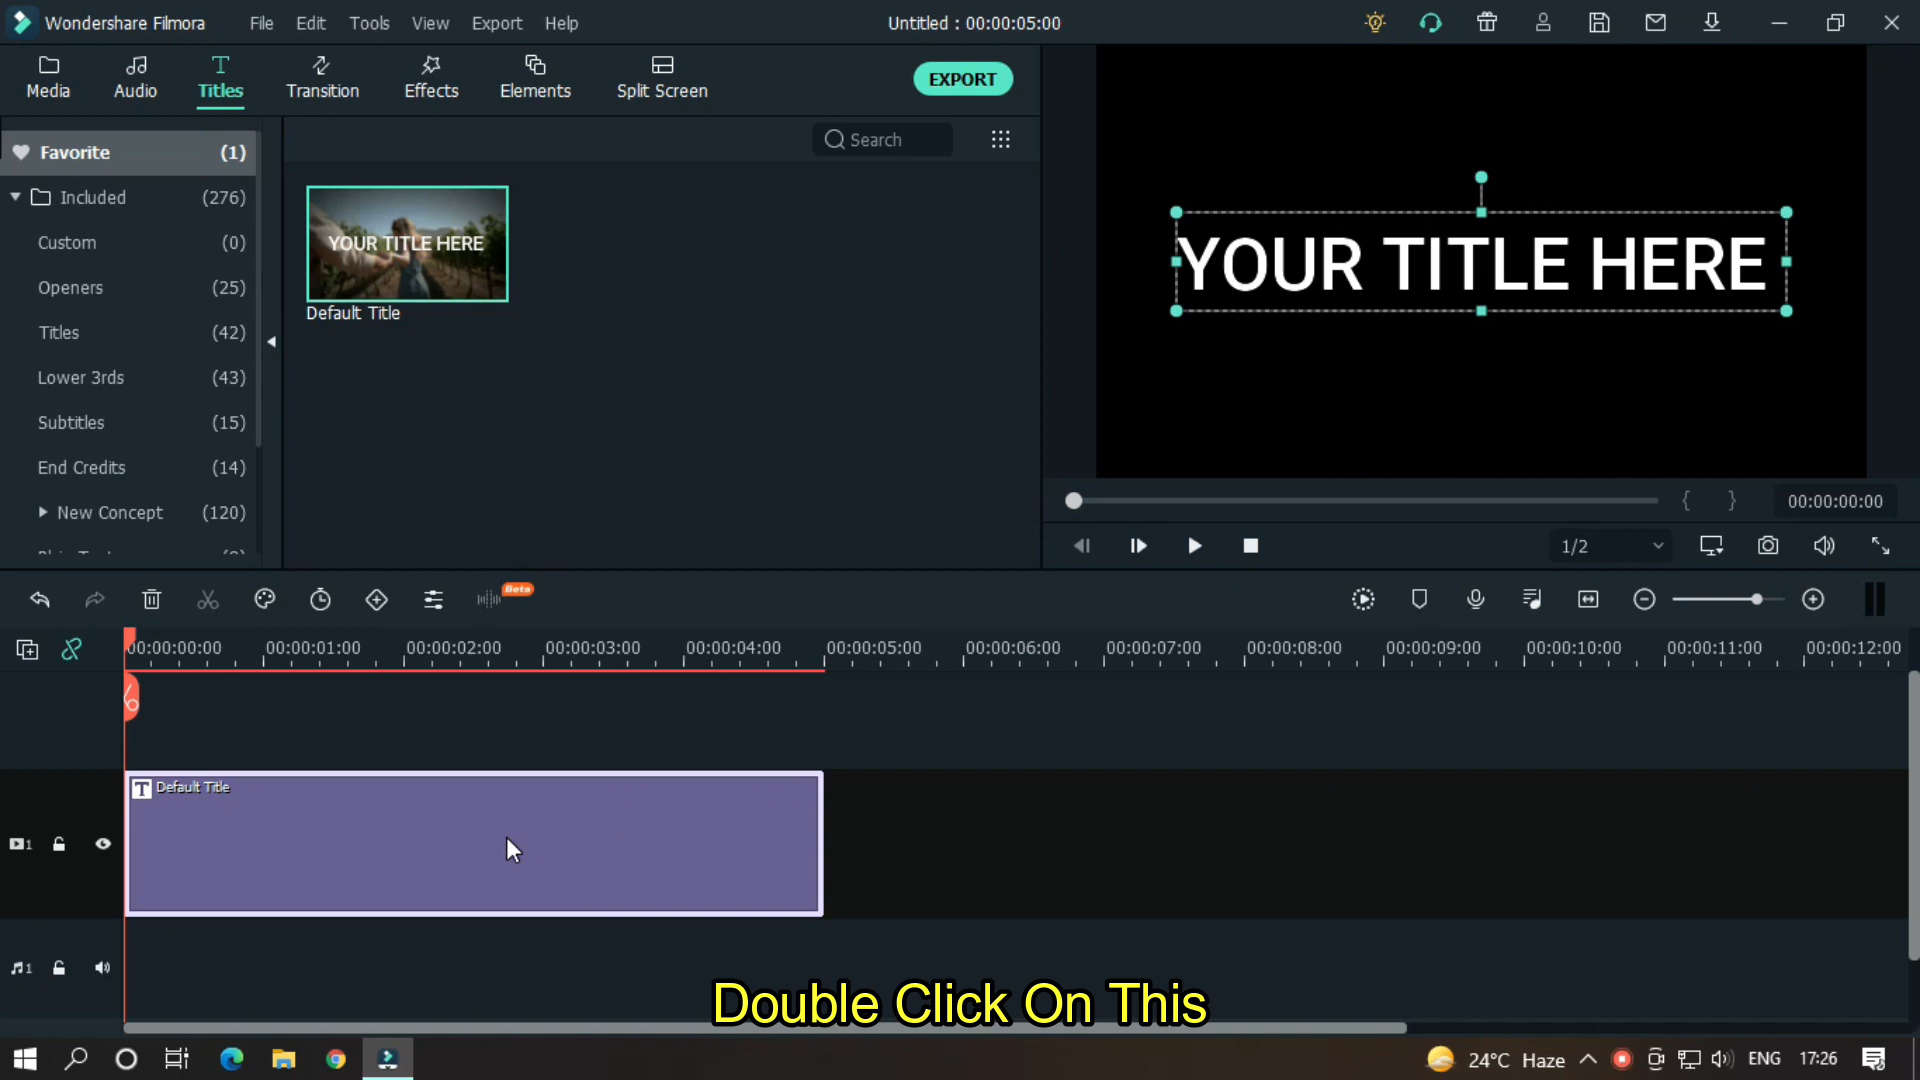 Wondershare Filmora File Edit Tools View Export Help Untitled : 00:00:05:00
Media Audio Titles Transition Effects Elements Split Screen EXPORT
Favorite (1) Search
Included (276)
Custom (0)
Openers (25)
Titles (42)
Lower 3rds (43)
Subtitles (15)
End Credits (14)
New Concept (120)
YOUR TITLE HERE
Default Title
YOUR TITLE HERE
{ } 00:00:00:00
1/2
Beta
00:00:00:00 00:00:01:00 00:00:02:00 00:00:03:00 00:00:04:00 00:00:05:00 00:00:06:00 00:00:07:00 00:00:08:00 00:00:09:00 00:00:10:00 00:00:11:00 00:00:12:00
T Default Title
1
1
Double Click On This
24°C Haze ENG 17:26